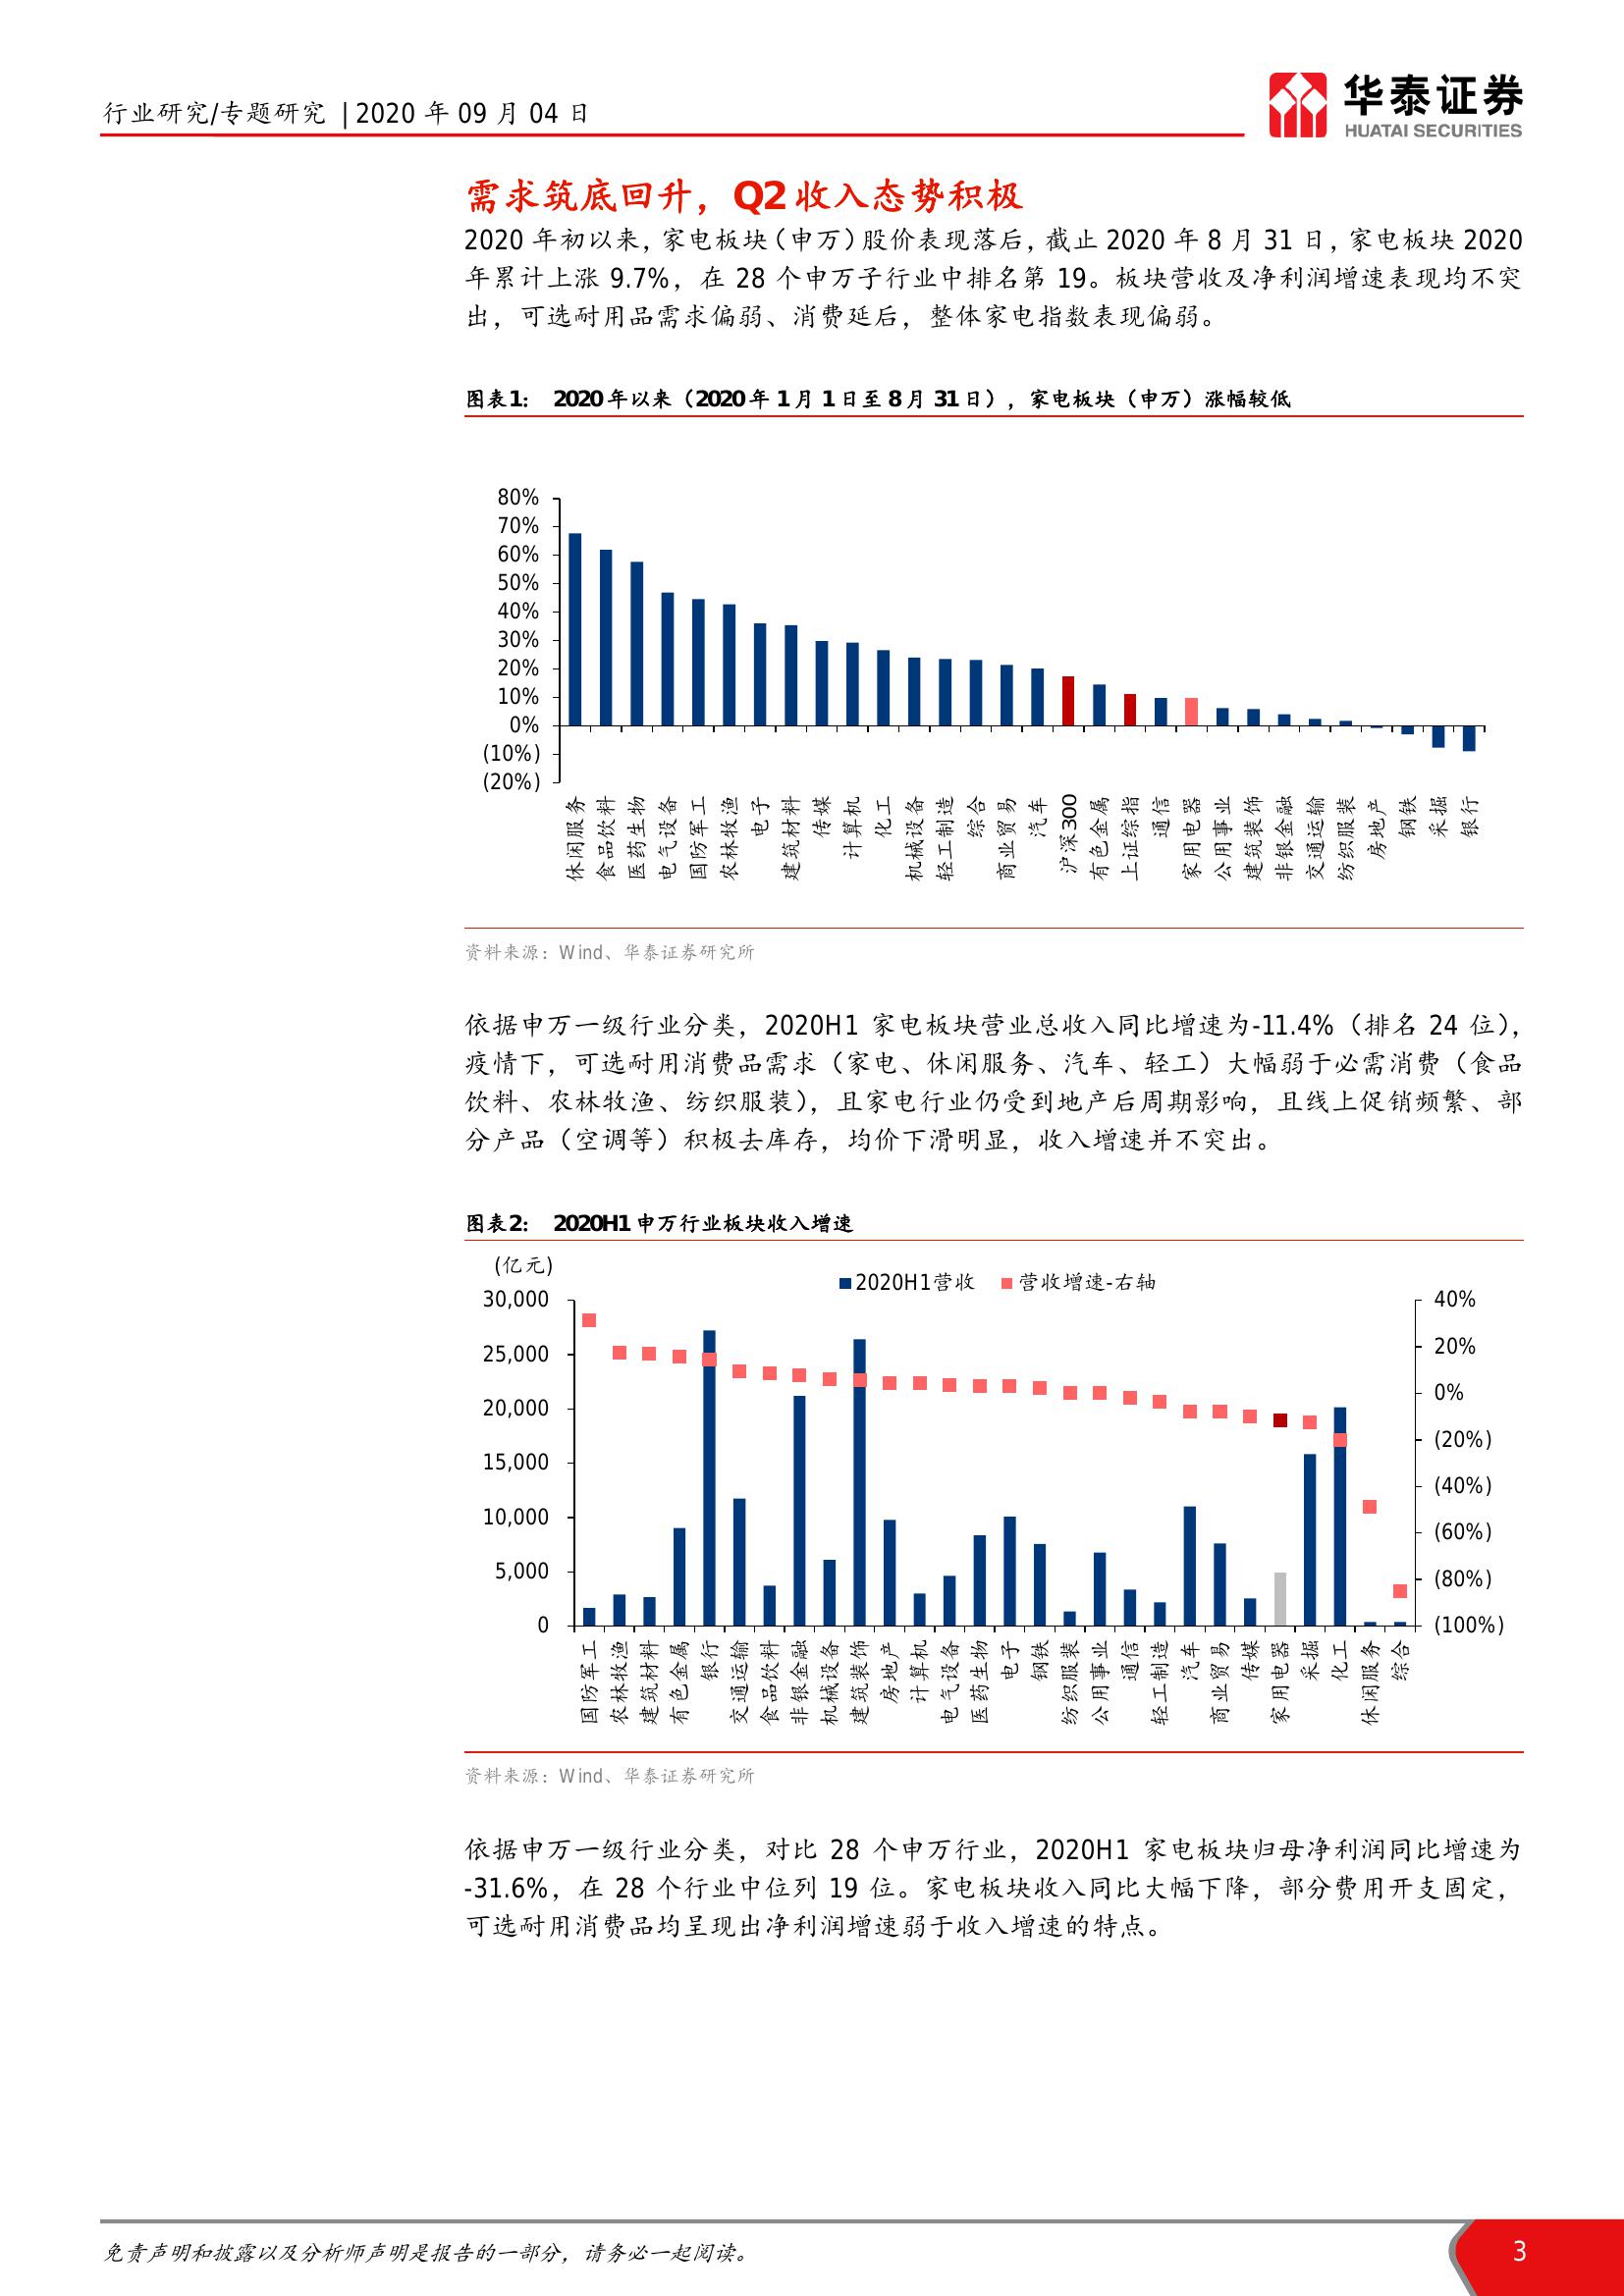 行业研究/专题研究 | 2020 年 09 月 04 日
华泰证券
HUATAI SECURITIES
需求筑底回升，Q2 收入态势积极
2020 年初以来，家电板块（申万）股价表现落后，截止 2020 年 8 月 31 日，家电板块 2020
年累计上涨 9.7%，在 28 个申万子行业中排名第 19。板块营收及净利润增速表现均不突
出，可选耐用品需求偏弱、消费延后，整体家电指数表现偏弱。
图表1： 2020 年以来（2020 年 1 月 1 日至 8 月 31 日），家电板块（申万）涨幅较低
80%
70%
60%
50%
40%
30%
20%
10%
0%
(10%)
(20%)
休闲服务
食品饮料
医药生物
电气设备
国防军工
农林牧渔
电子
建筑材料
传媒
计算机
化工
机械设备
轻工制造
综合
商业贸易
汽车
沪深300
有色金属
上证综指
通信
家用电器
公用事业
建筑装饰
非银金融
交通运输
纺织服装
房地产
钢铁
采掘
银行
资料来源：Wind、华泰证券研究所
依据申万一级行业分类，2020H1 家电板块营业总收入同比增速为-11.4%（排名 24 位），
疫情下，可选耐用消费品需求（家电、休闲服务、汽车、轻工）大幅弱于必需消费（食品
饮料、农林牧渔、纺织服装），且家电行业仍受到地产后周期影响，且线上促销频繁、部
分产品（空调等）积极去库存，均价下滑明显，收入增速并不突出。
图表2： 2020H1 申万行业板块收入增速
(亿元)
2020H1营收 营收增速-右轴
30,000
25,000
20,000
15,000
10,000
5,000
0
40%
20%
0%
(20%)
(40%)
(60%)
(80%)
(100%)
国防军工
农林牧渔
建筑材料
有色金属
银行
交通运输
食品饮料
非银金融
机械设备
建筑装饰
房地产
计算机
电气设备
医药生物
电子
钢铁
纺织服装
公用事业
通信
轻工制造
汽车
商业贸易
传媒
家用电器
采掘
化工
休闲服务
综合
资料来源：Wind、华泰证券研究所
依据申万一级行业分类，对比 28 个申万行业，2020H1 家电板块归母净利润同比增速为
-31.6%，在 28 个行业中位列 19 位。家电板块收入同比大幅下降，部分费用开支固定，
可选耐用消费品均呈现出净利润增速弱于收入增速的特点。
免责声明和披露以及分析师声明是报告的一部分，请务必一起阅读。
3